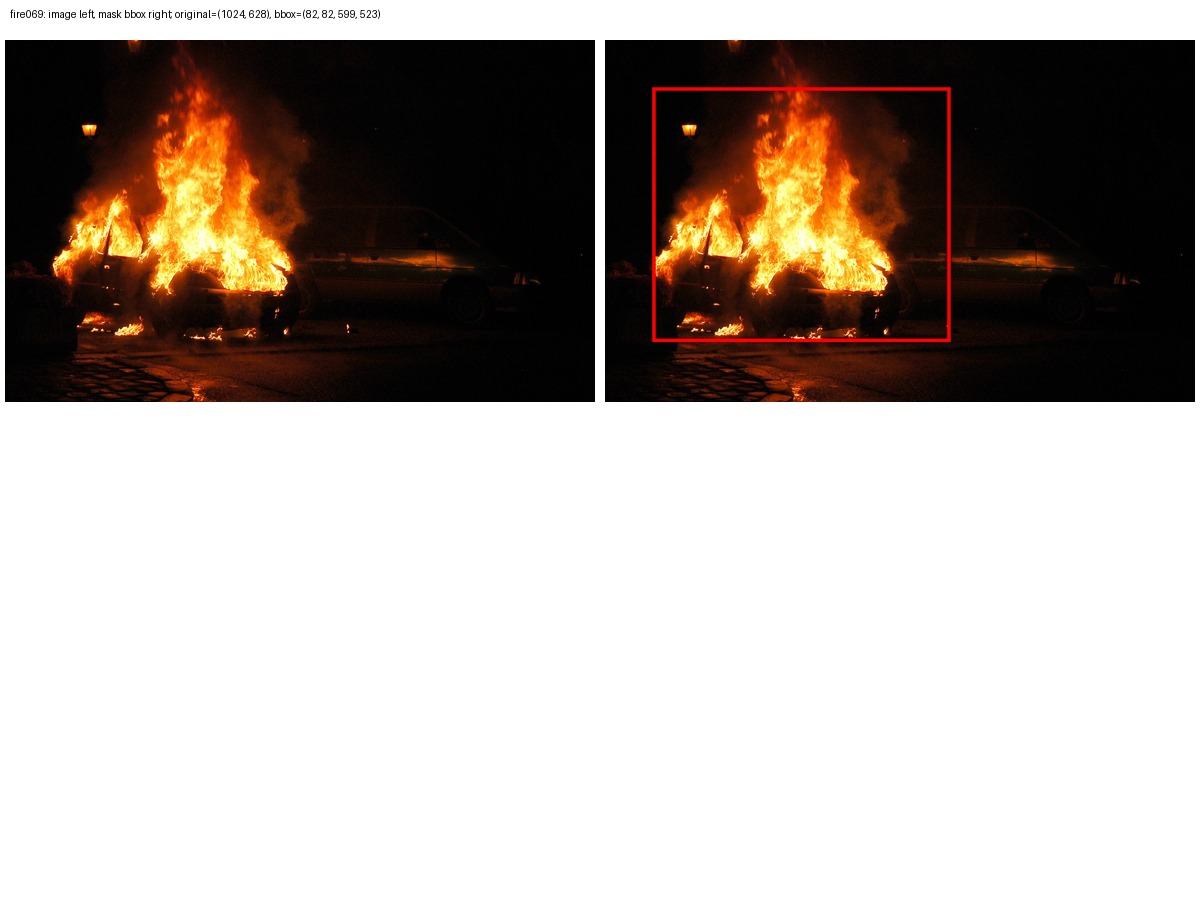 fire069: image left, mask bbox right; original=(1024, 628), bbox=(82, 82, 599, 523)